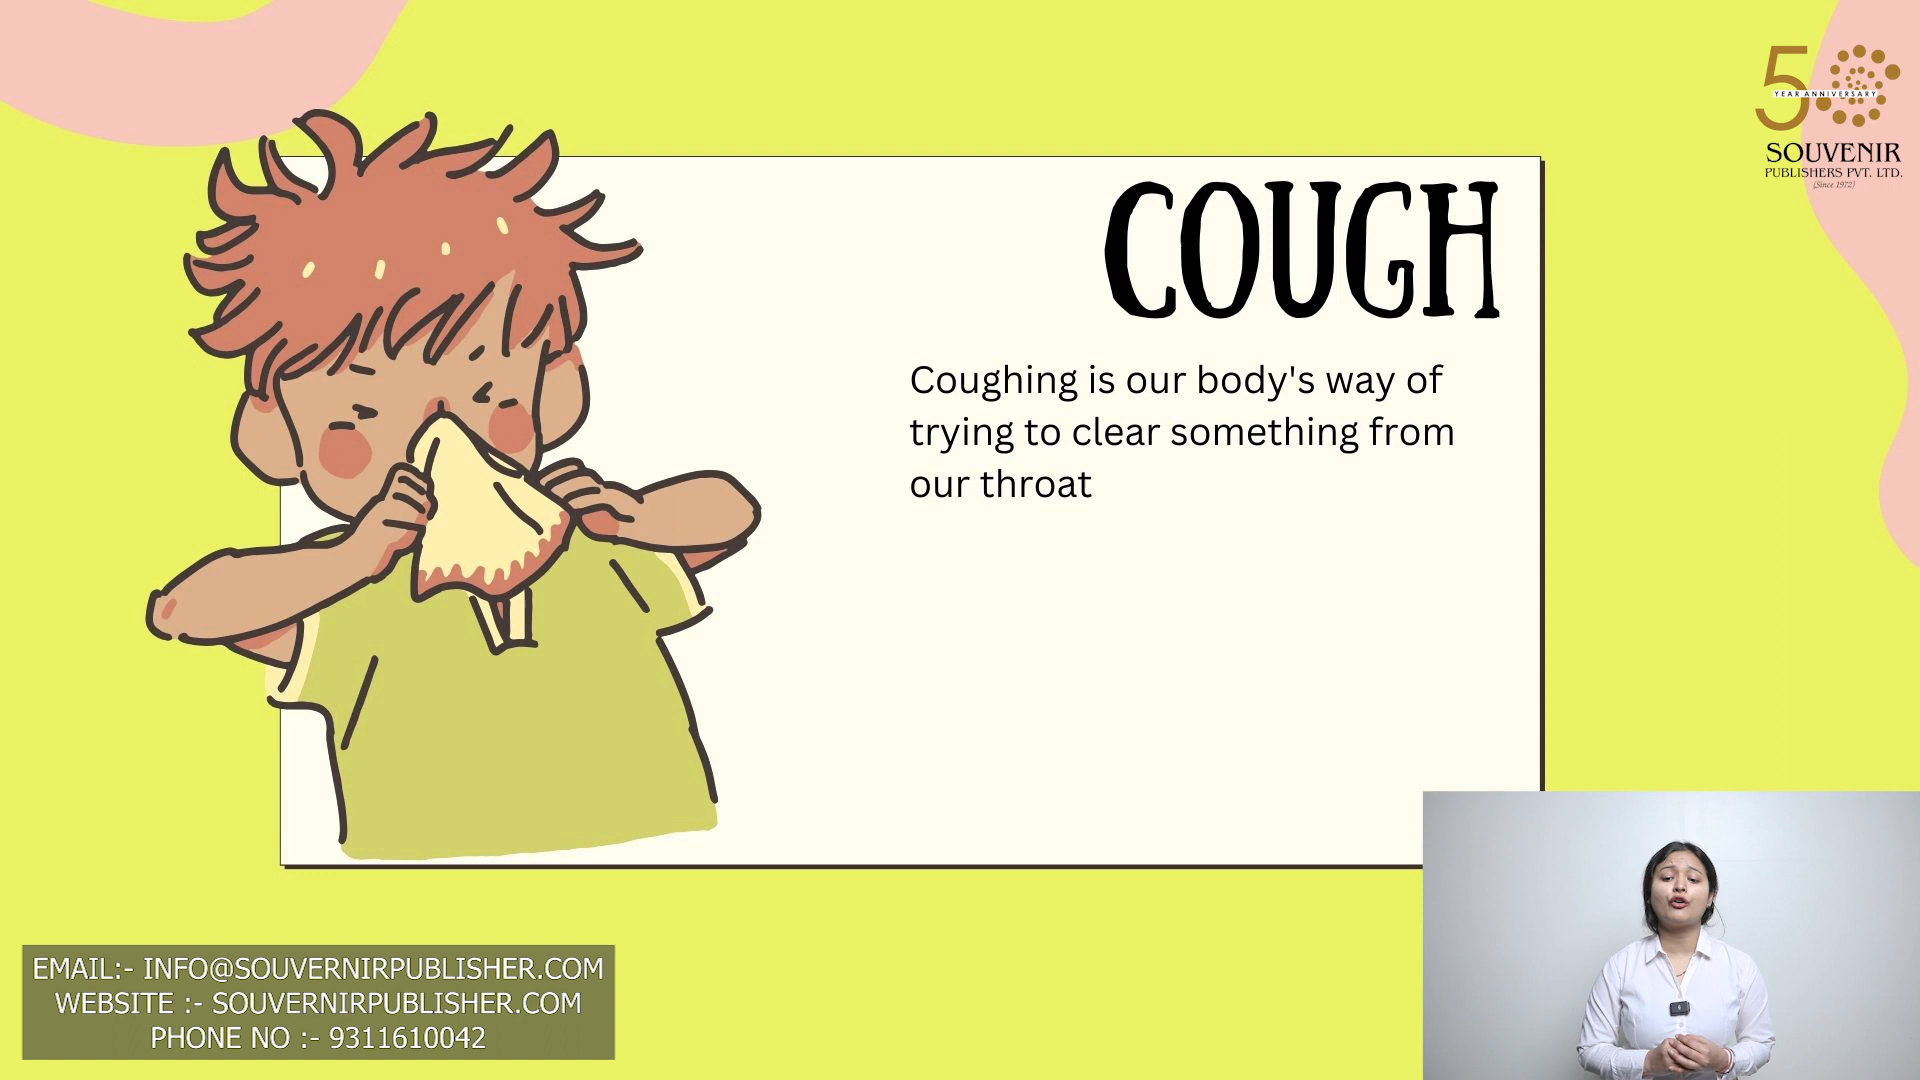 50
YEAR ANNIVERSARY
SOUVENIR
PUBLISHERS PVT. LTD.
(Since 1972)
COUGH
Coughing is our body's way of
trying to clear something from
our throat
EMAIL:- INFO@SOUVERNIRPUBLISHER.COM
WEBSITE :- SOUVERNIRPUBLISHER.COM
PHONE NO :- 9311610042